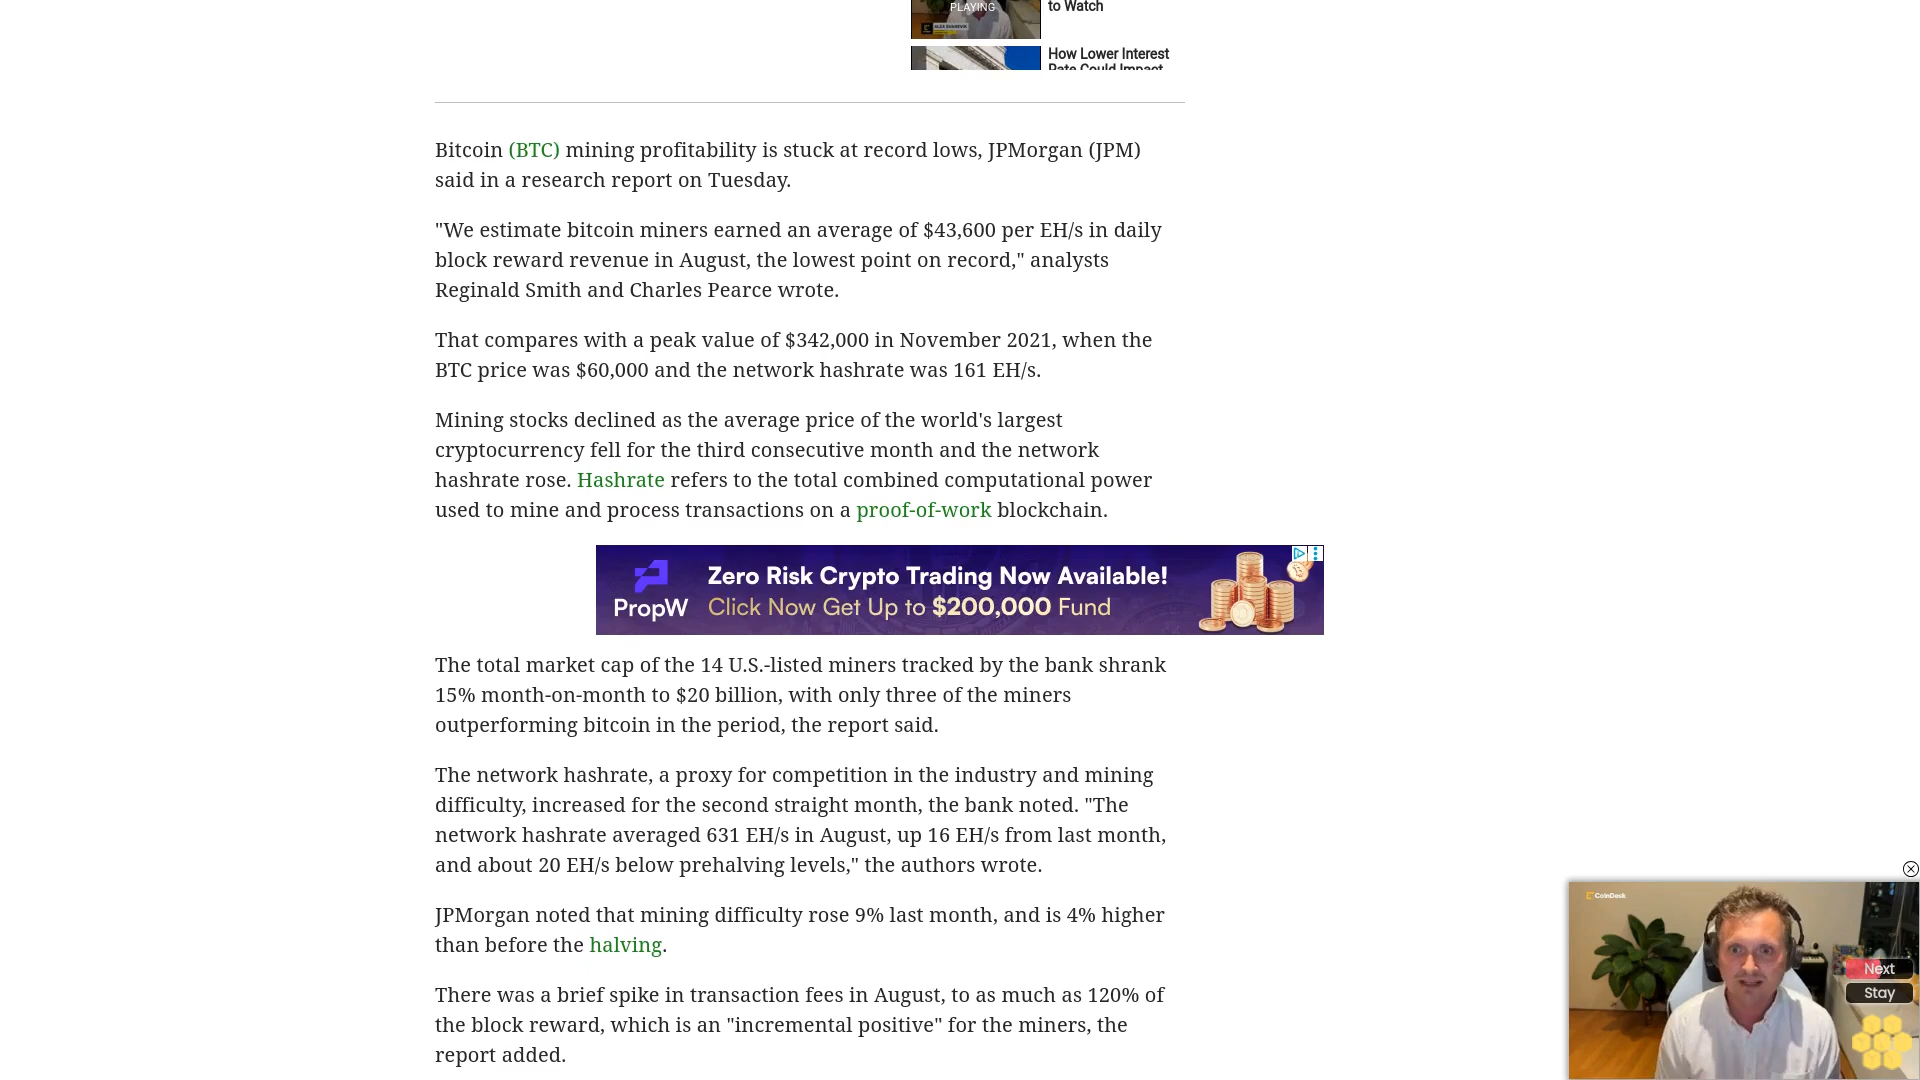 PLAYING
to Watch
How Lower Interest
Rate Could Impact
Bitcoin (BTC) mining profitability is stuck at record lows, JPMorgan (JPM)
said in a research report on Tuesday.
"We estimate bitcoin miners earned an average of $43,600 per EH/s in daily
block reward revenue in August, the lowest point on record," analysts
Reginald Smith and Charles Pearce wrote.
That compares with a peak value of $342,000 in November 2021, when the
BTC price was $60,000 and the network hashrate was 161 EH/s.
Mining stocks declined as the average price of the world's largest
cryptocurrency fell for the third consecutive month and the network
hashrate rose. Hashrate refers to the total combined computational power
used to mine and process transactions on a proof-of-work blockchain.
PropW
Zero Risk Crypto Trading Now Available!
Click Now Get Up to $200,000 Fund
The total market cap of the 14 U.S.-listed miners tracked by the bank shrank
15% month-on-month to $20 billion, with only three of the miners
outperforming bitcoin in the period, the report said.
The network hashrate, a proxy for competition in the industry and mining
difficulty, increased for the second straight month, the bank noted. "The
network hashrate averaged 631 EH/s in August, up 16 EH/s from last month,
and about 20 EH/s below prehalving levels," the authors wrote.
JPMorgan noted that mining difficulty rose 9% last month, and is 4% higher
than before the halving.
There was a brief spike in transaction fees in August, to as much as 120% of
the block reward, which is an "incremental positive" for the miners, the
report added.
CoinDesk
Next
Stay